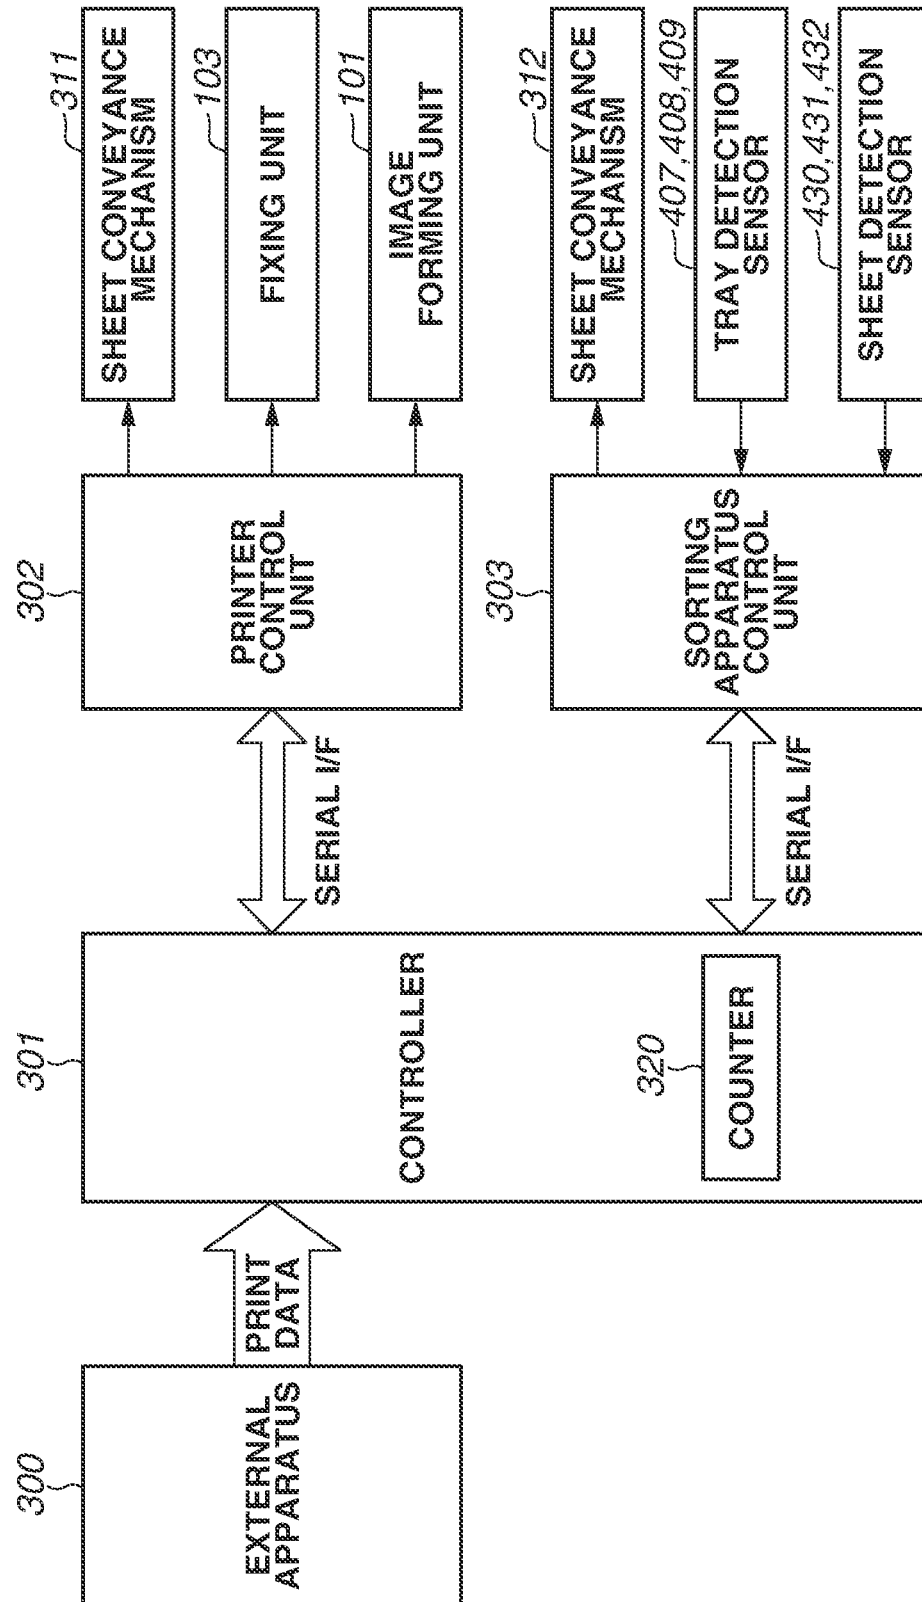 300
EXTERNAL
APPARATUS
PRINT
DATA
301
CONTROLLER
320
COUNTER
SERIAL I/F
SERIAL I/F
302
PRINTER
CONTROL
UNIT
303
SORTING
APPARATUS
CONTROL
UNIT
311
SHEET CONVEYANCE
MECHANISM
103
FIXING UNIT
101
IMAGE
FORMING UNIT
312
SHEET CONVEYANCE
MECHANISM
407,408,409
TRAY DETECTION
SENSOR
430,431,432
SHEET DETECTION
SENSOR